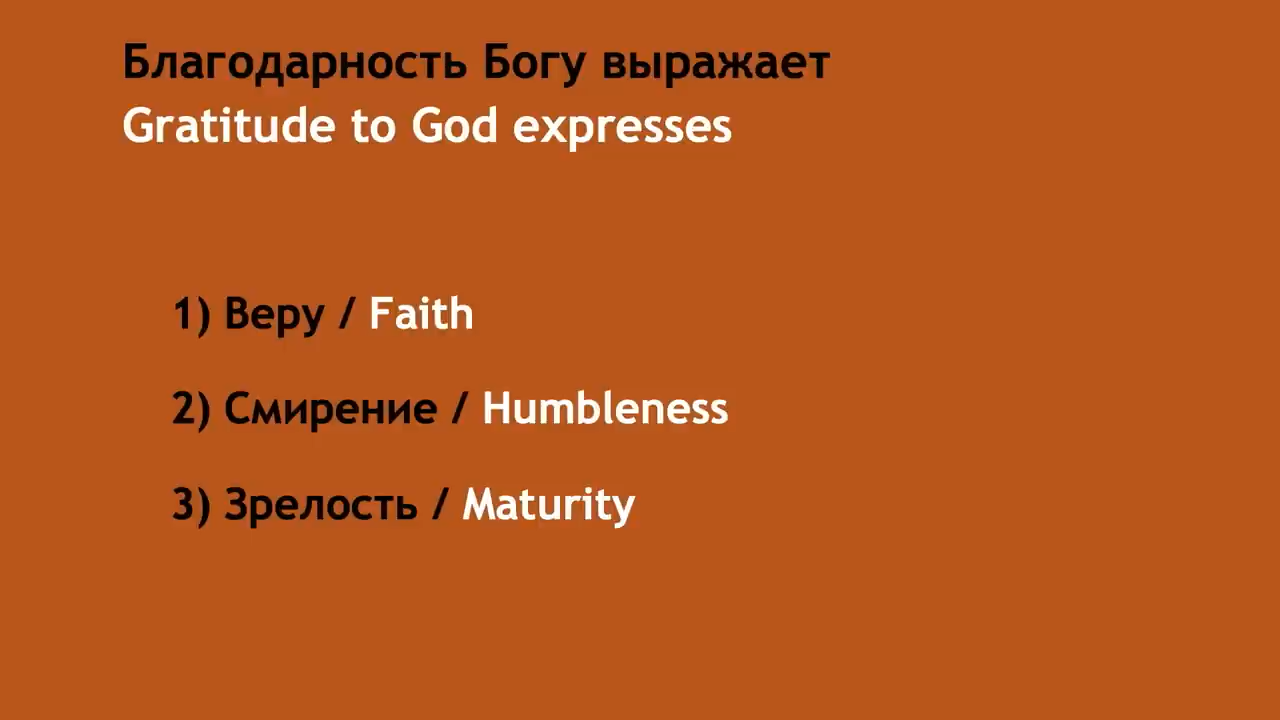 Благодарность Богу выражает
Gratitude to God expresses
1) Веру / Faith
2) Смирение / Humbleness
3) Зрелость / Maturity